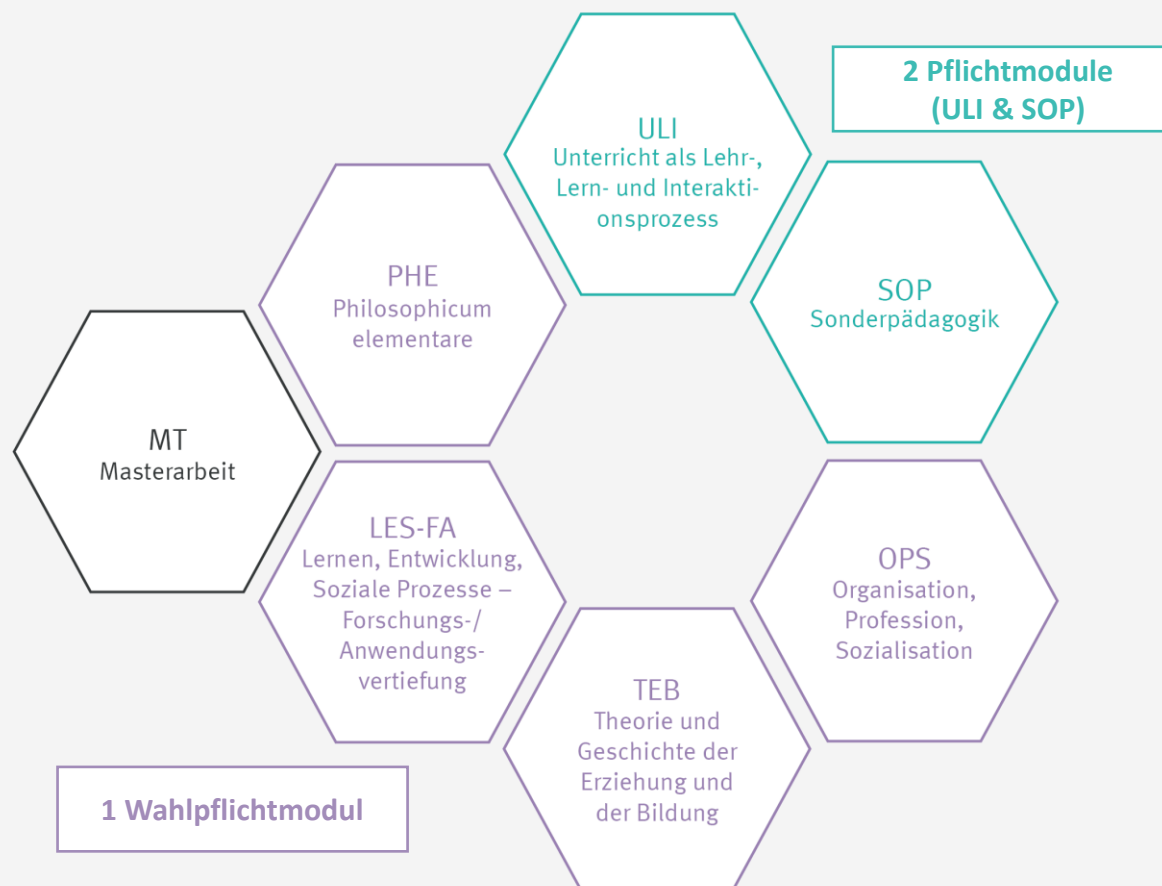 2 Pflichtmodule
(ULI & SOP)
ULI
Unterricht als Lehr-,
Lern- und Interakti-
onsprozess
PHE
Philosophicum
elementare
SOP
Sonderpädagogik
MT
Masterarbeit
LES-FA
Lernen, Entwicklung,
Soziale Prozesse –
Forschungs-/
Anwendungs-
vertiefung
OPS
Organisation,
Profession,
Sozialisation
TEB
Theorie und
Geschichte der
Erziehung und
der Bildung
1 Wahlpflichtmodul